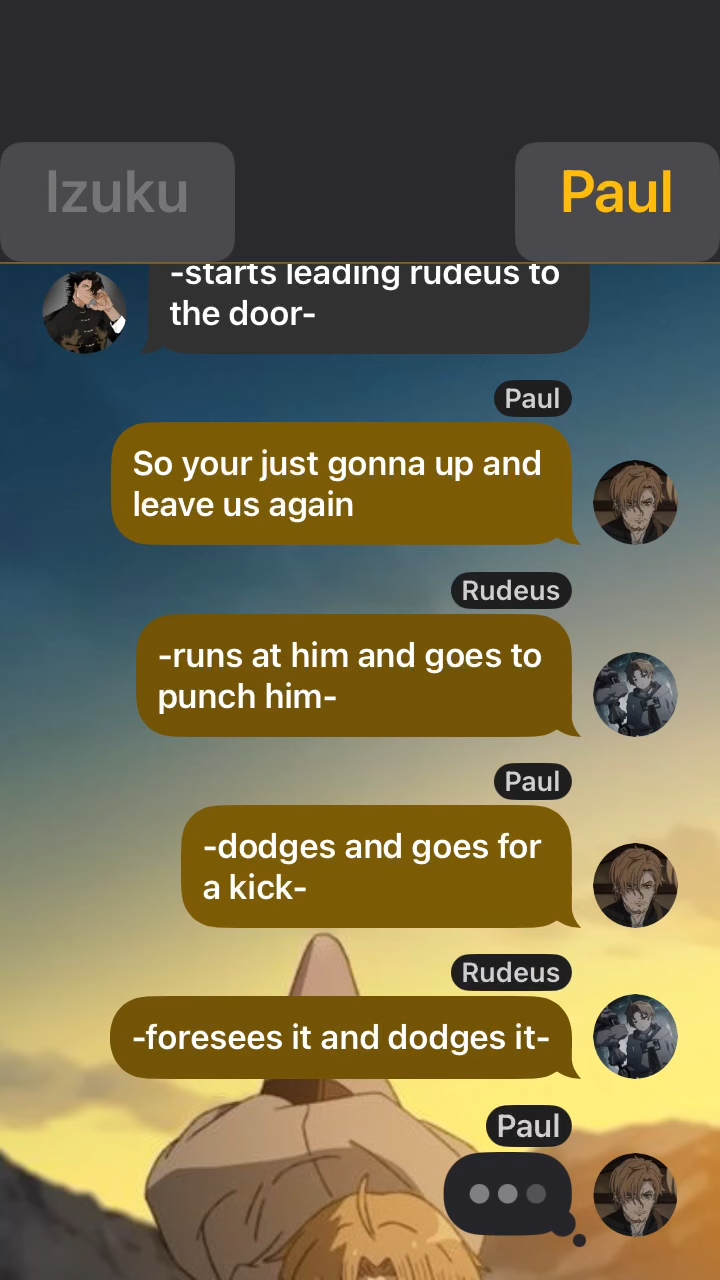 Izuku
Paul
-starts leading rudeus to
the door-
Paul
So your just gonna up and
leave us again
Rudeus
-runs at him and goes to
punch him-
Paul
-dodges and goes for
a kick-
Rudeus
-foresees it and dodges it-
Paul